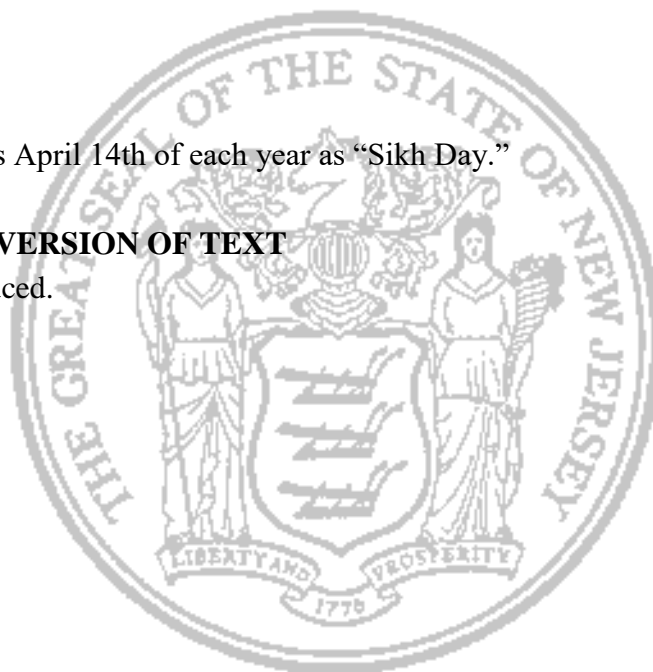 THE GREAT SEAL OF THE STATE OF NEW JERSEY
s April 14th of each year as “Sikh Day.”
VERSION OF TEXT
ced.
LIBERTY AND PROSPERITY
1776